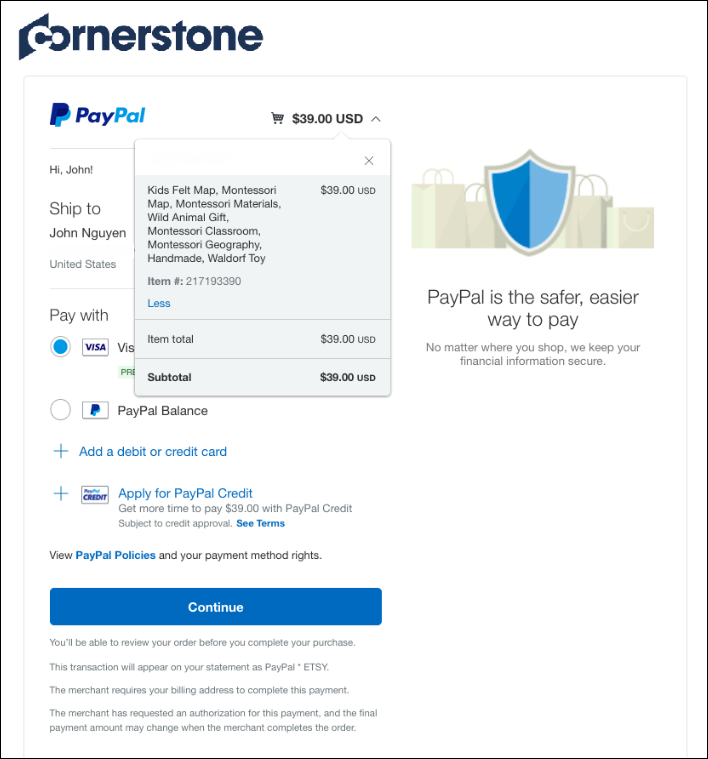 Cornerstone
PayPal
$39.00 USD
Hi, John!
Ship to
John Nguyen
United States
Kids Felt Map, Montessori
Map, Montessori Materials,
Wild Animal Gift,
Montessori Classroom,
Montessori Geography,
Handmade, Waldorf Toy
$39.00 USD
Item #: 217193390
Less
Item total $39.00 USD
Subtotal $39.00 USD
Pay with
VISA Vis
PRE
PayPal Balance
Add a debit or credit card
PayPal
CREDIT
Apply for PayPal Credit
Get more time to pay $39.00 with PayPal Credit
Subject to credit approval. See Terms
View PayPal Policies and your payment method rights.
Continue
You'll be able to review your order before you complete your purchase.
This transaction will appear on your statement as PayPal * ETSY.
The merchant requires your billing address to complete this payment.
The merchant has requested an authorization for this payment, and the final
payment amount may change when the merchant completes the order.
PayPal is the safer, easier
way to pay
No matter where you shop, we keep your
financial information secure.